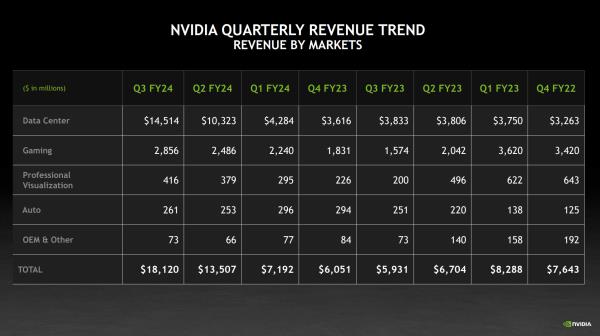 NVIDIA QUARTERLY REVENUE TREND
REVENUE BY MARKETS
($ in millions) Q3 FY24 Q2 FY24 Q1 FY24 Q4 FY23 Q3 FY23 Q2 FY23 Q1 FY23 Q4 FY22
Data Center $14,514 $10,323 $4,284 $3,616 $3,833 $3,806 $3,750 $3,263
Gaming 2,856 2,486 2,240 1,831 1,574 2,042 3,620 3,420
Professional
Visualization 416 379 295 226 200 496 622 643
Auto 261 253 296 294 251 220 138 125
OEM & Other 73 66 77 84 73 140 158 192
TOTAL $18,120 $13,507 $7,192 $6,051 $5,931 $6,704 $8,288 $7,643
NVIDIA